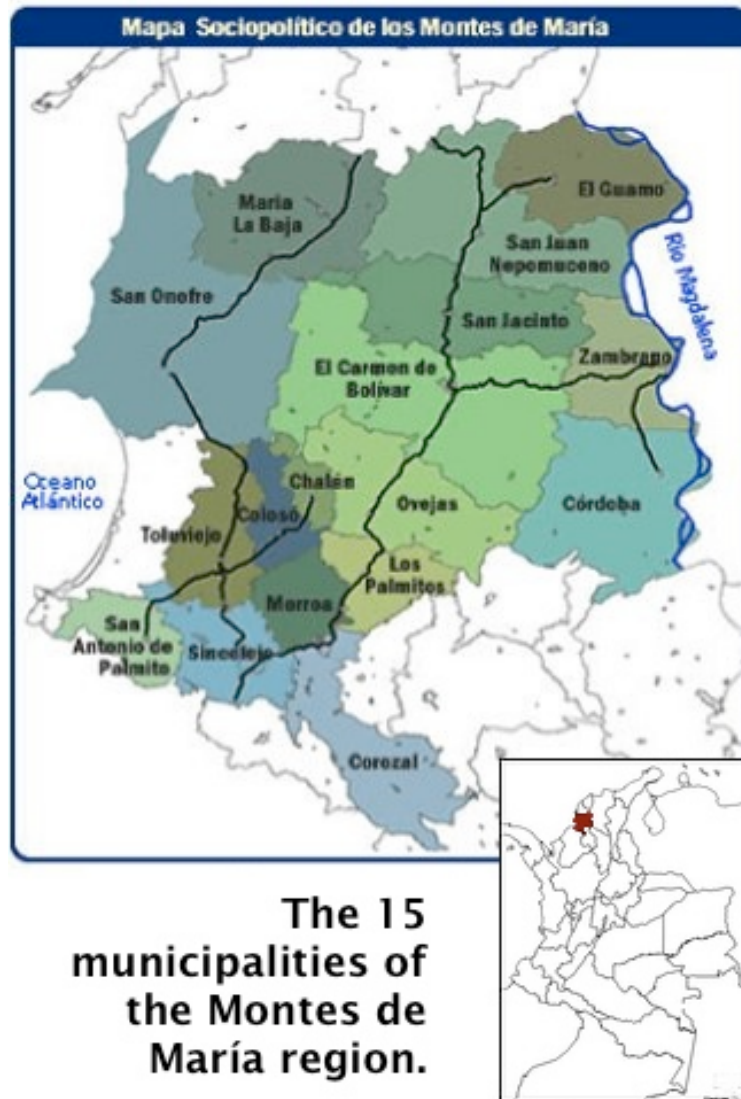 Mapa Sociopolítico de los Montes de María
El Guamo
Maria
La Baja
San Juan
Nepomuceno
Río Magdalena
San Onofre
San Jacinto
Zambrano
El Carmen de
Bolívar
Oceano
Atlántico
Chalán
Colosó
Ovejas
Córdoba
Toluviejo
Los
Palmitos
Morroa
San
Antonio de
Palmito
Sincelejo
Corozal
The 15
municipalities of
the Montes de
María region.